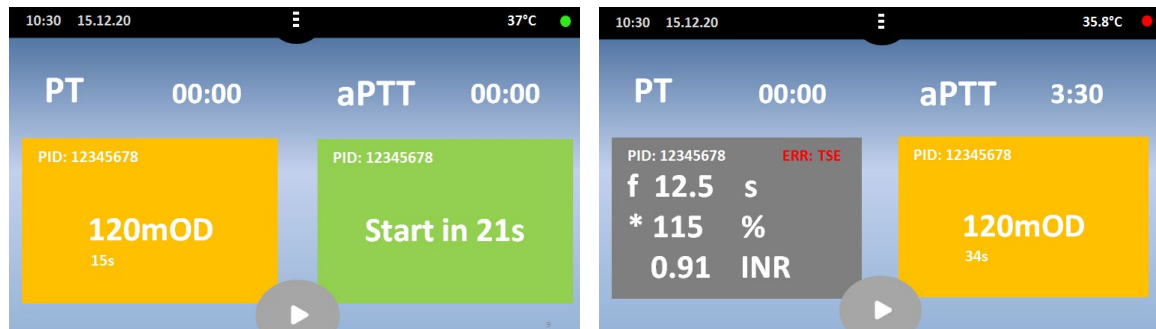 10:30 15.12.20 37°C
PT 00:00 aPTT 00:00
PID: 12345678 PID: 12345678
120mOD Start in 21s
15s
9
10:30 15.12.20 35.8°C
PT 00:00 aPTT 3:30
PID: 12345678 ERR: TSE PID: 12345678
f 12.5 s
* 115 % 120mOD
34s
0.91 INR